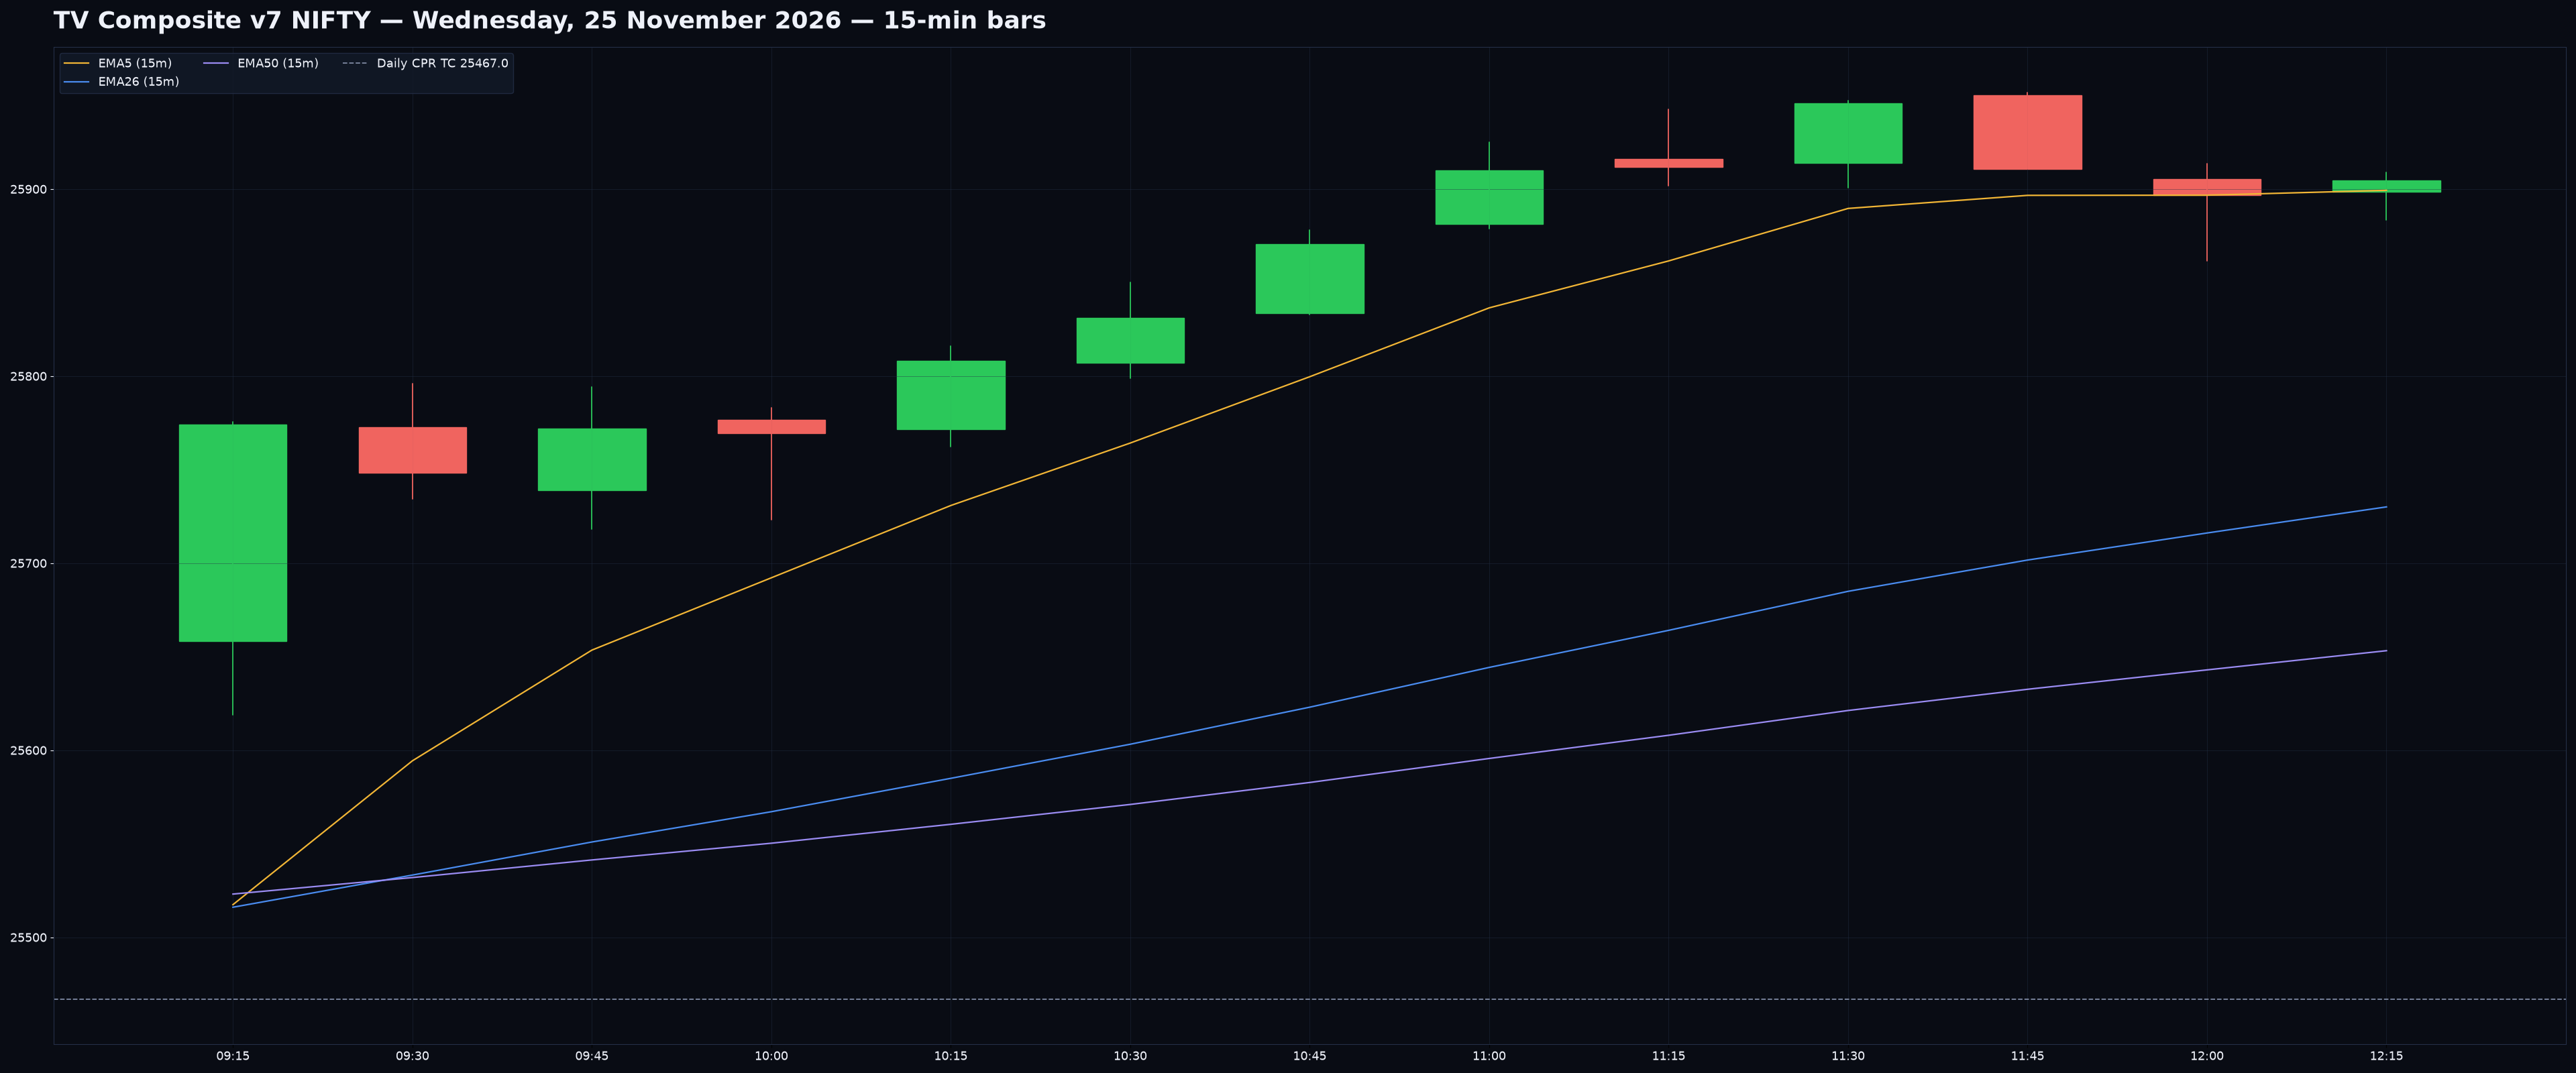 TV Composite v7 NIFTY — Wednesday, 25 November 2026 — 15-min bars
EMA5 (15m) EMA50 (15m) Daily CPR TC 25467.0
EMA26 (15m)
25900
25800
25700
25600
25500
09:15 09:30 09:45 10:00 10:15 10:30 10:45 11:00 11:15 11:30 11:45 12:00 12:15